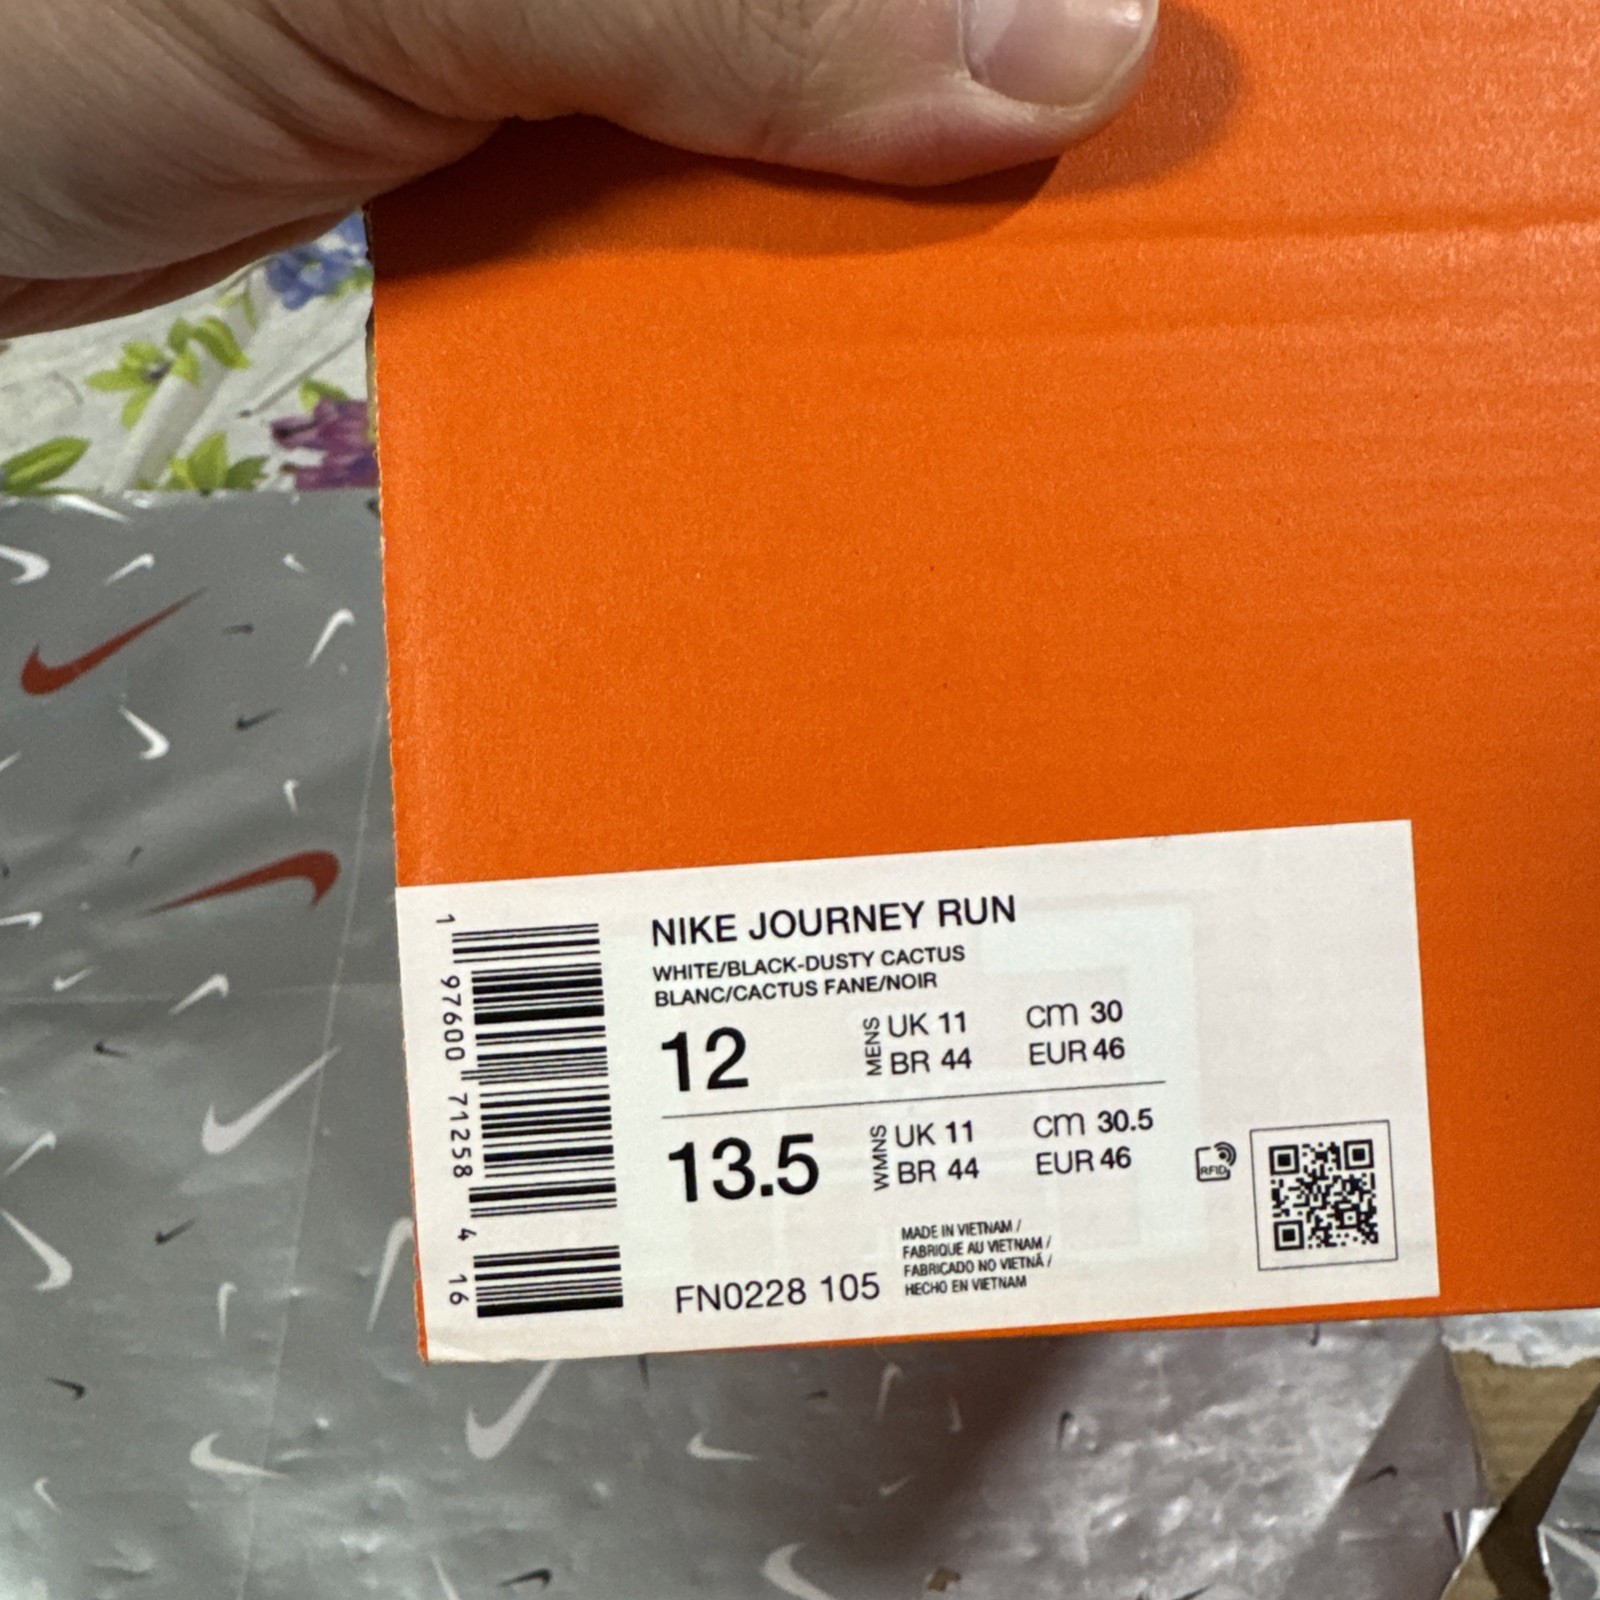 NIKE JOURNEY RUN
WHITE/BLACK-DUSTY CACTUS
BLANC/CACTUS FANE/NOIR
12 MENS UK 11 cm 30
BR 44 EUR 46
13.5 WMNS UK 11 cm 30.5
BR 44 EUR 46
RFID
MADE IN VIETNAM /
FABRIQUE AU VIETNAM /
FABRICADO NO VIETNÃ /
HECHO EN VIETNAM
FN0228 105
1 97600 71258 4 16